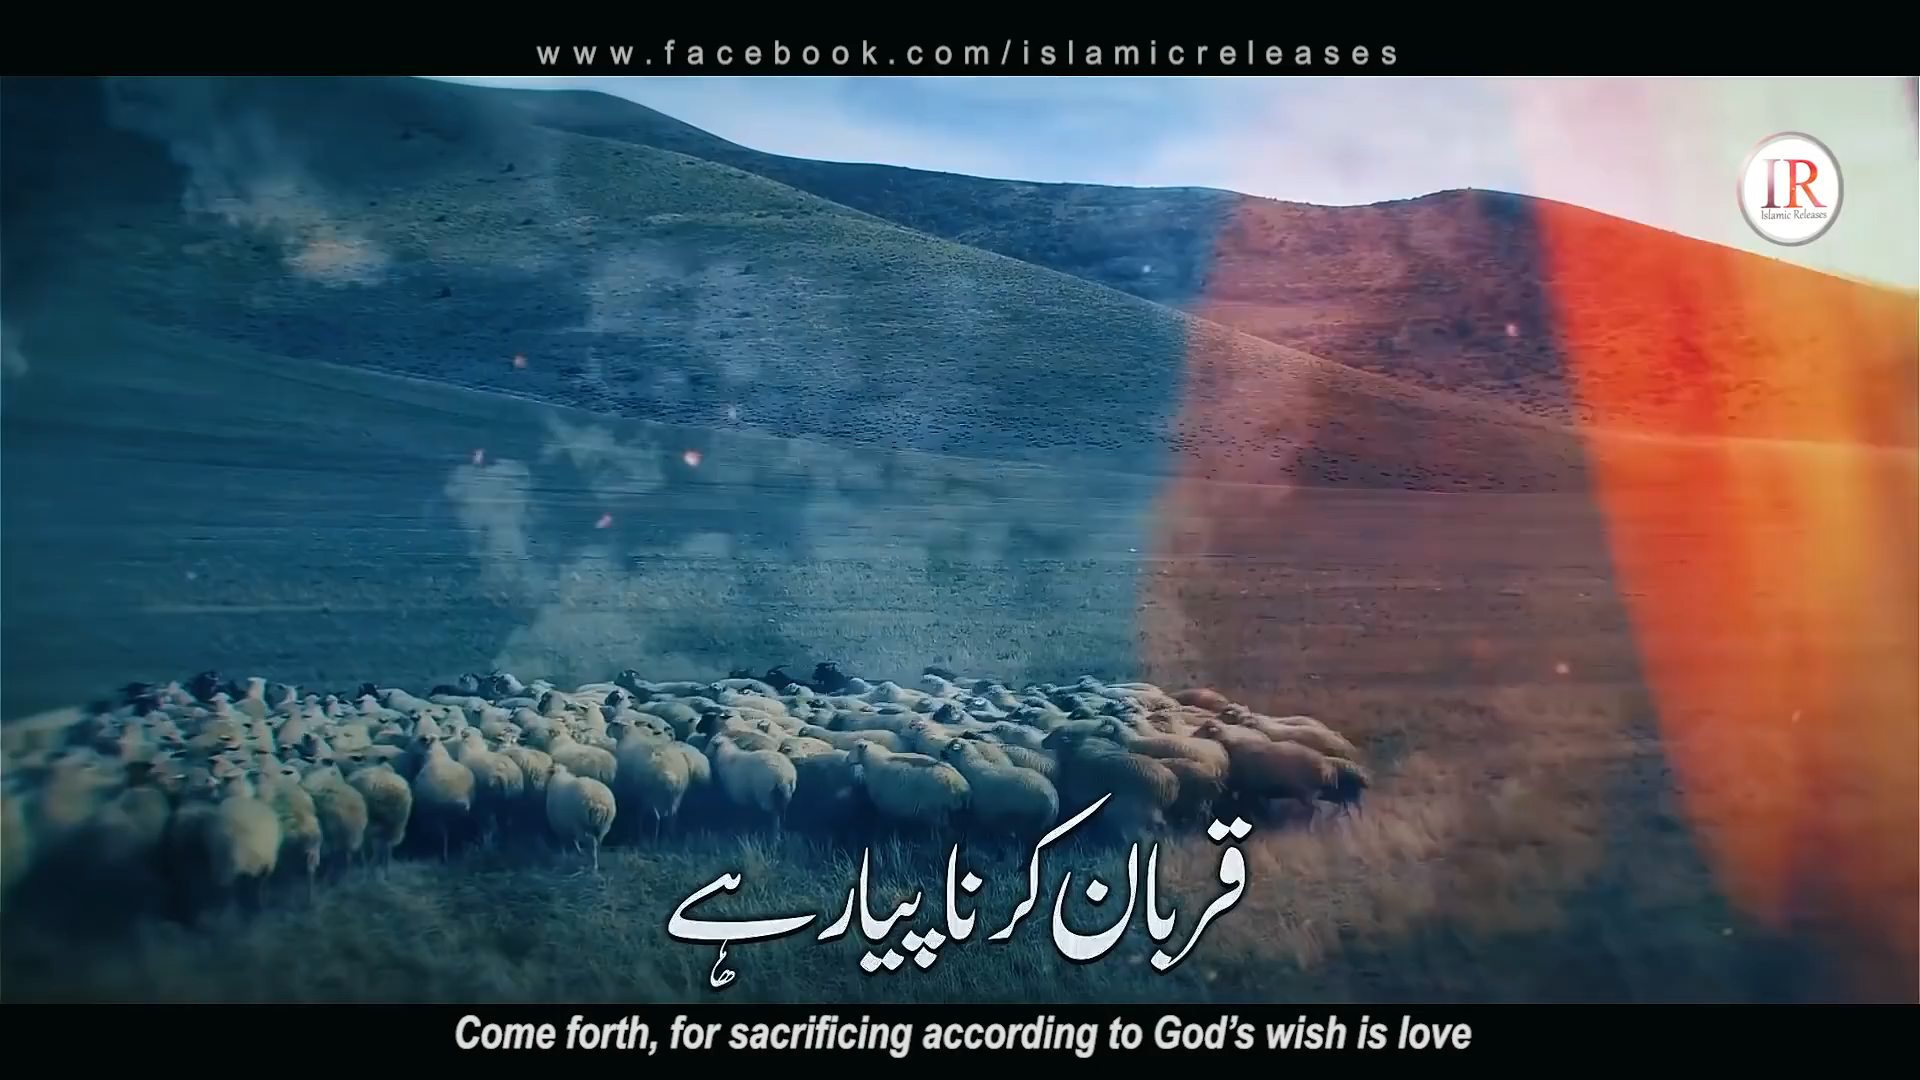 www.facebook.com/islamicreleases
IR
Islamic Releases
قربان کرنا پیار ہے
Come forth, for sacrificing according to God’s wish is love